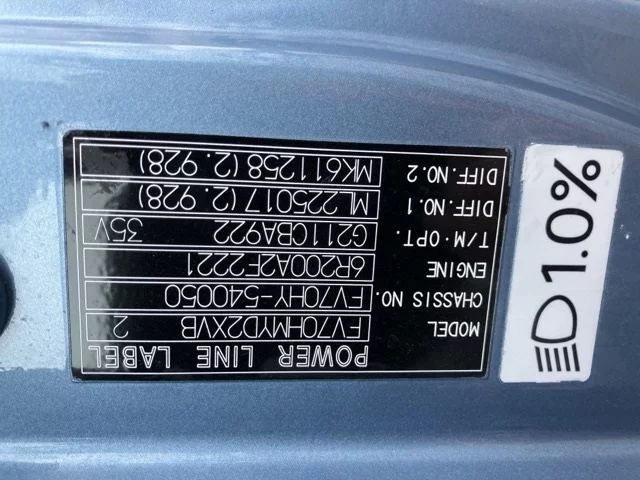 POWER LINE LABEL
MODEL FV70HMYD2XVB 2
CHASSIS NO. FV70HY-540050
ENGINE 6R200A2F2221
T/M·OPT. G211CBA922 35V
DIFF.NO.1 ML225017(2.928)
DIFF.NO.2 MK611258(2.928)
1.0%